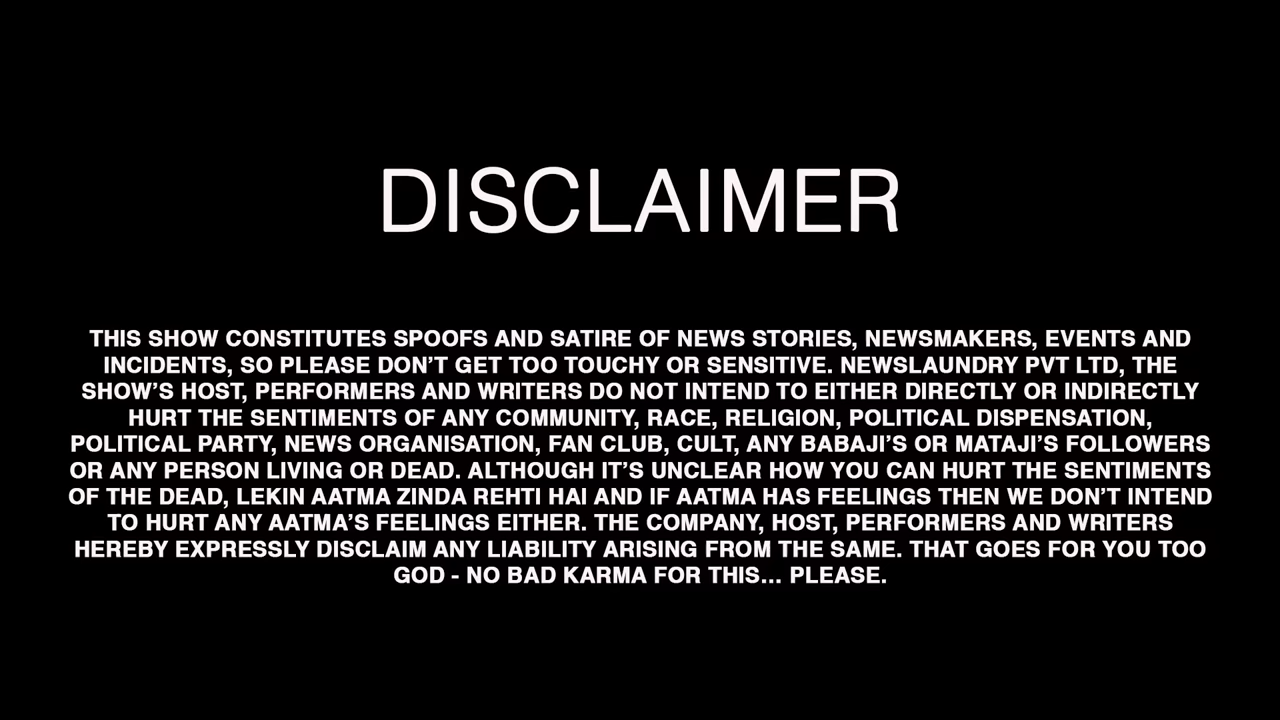 DISCLAIMER
THIS SHOW CONSTITUTES SPOOFS AND SATIRE OF NEWS STORIES, NEWSMAKERS, EVENTS AND
INCIDENTS, SO PLEASE DON’T GET TOO TOUCHY OR SENSITIVE. NEWSLAUNDRY PVT LTD, THE
SHOW’S HOST, PERFORMERS AND WRITERS DO NOT INTEND TO EITHER DIRECTLY OR INDIRECTLY
HURT THE SENTIMENTS OF ANY COMMUNITY, RACE, RELIGION, POLITICAL DISPENSATION,
POLITICAL PARTY, NEWS ORGANISATION, FAN CLUB, CULT, ANY BABAJI’S OR MATAJI’S FOLLOWERS
OR ANY PERSON LIVING OR DEAD. ALTHOUGH IT’S UNCLEAR HOW YOU CAN HURT THE SENTIMENTS
OF THE DEAD, LEKIN AATMA ZINDA REHTI HAI AND IF AATMA HAS FEELINGS THEN WE DON’T INTEND
TO HURT ANY AATMA’S FEELINGS EITHER. THE COMPANY, HOST, PERFORMERS AND WRITERS
HEREBY EXPRESSLY DISCLAIM ANY LIABILITY ARISING FROM THE SAME. THAT GOES FOR YOU TOO
GOD - NO BAD KARMA FOR THIS... PLEASE.